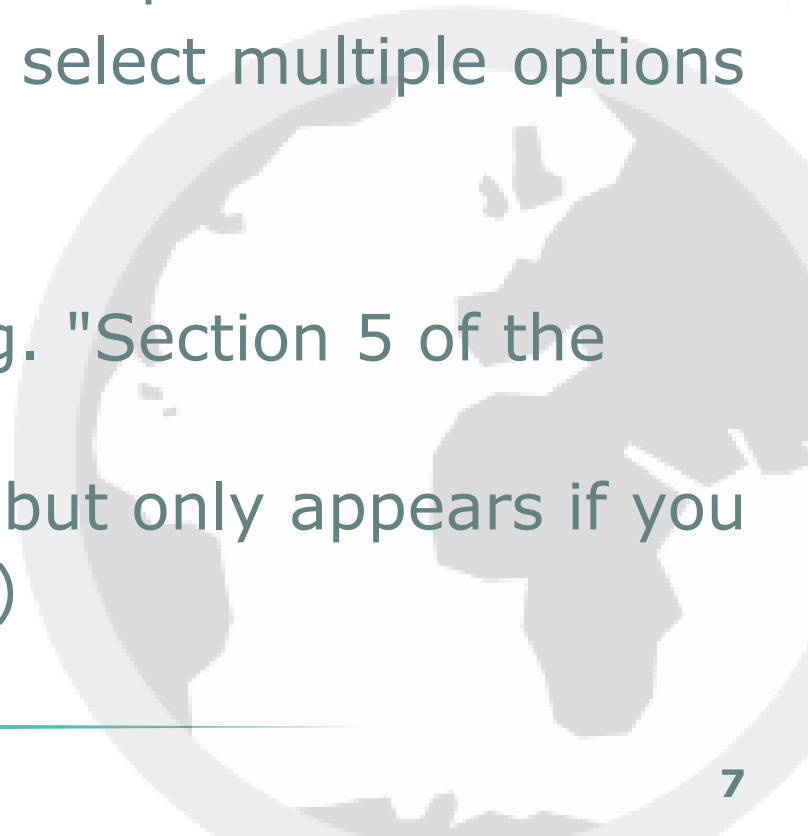 select multiple options
g. "Section 5 of the
but only appears if you
)
7